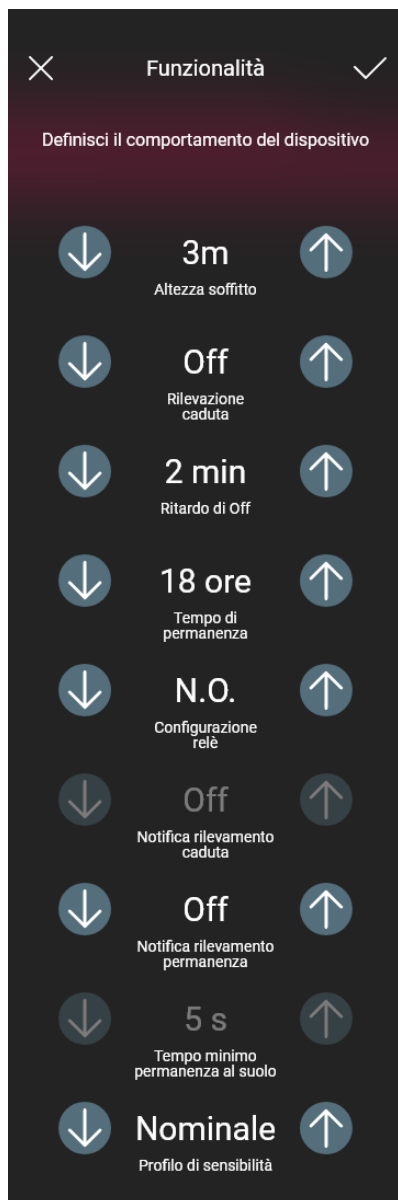 Funzionalità
Definisci il comportamento del dispositivo
3m
Altezza soffitto
Off
Rilevazione
caduta
2 min
Ritardo di Off
18 ore
Tempo di
permanenza
N.O.
Configurazione
relè
Off
Notifica rilevamento
caduta
Off
Notifica rilevamento
permanenza
5 s
Tempo minimo
permanenza al suolo
Nominale
Profilo di sensibilità